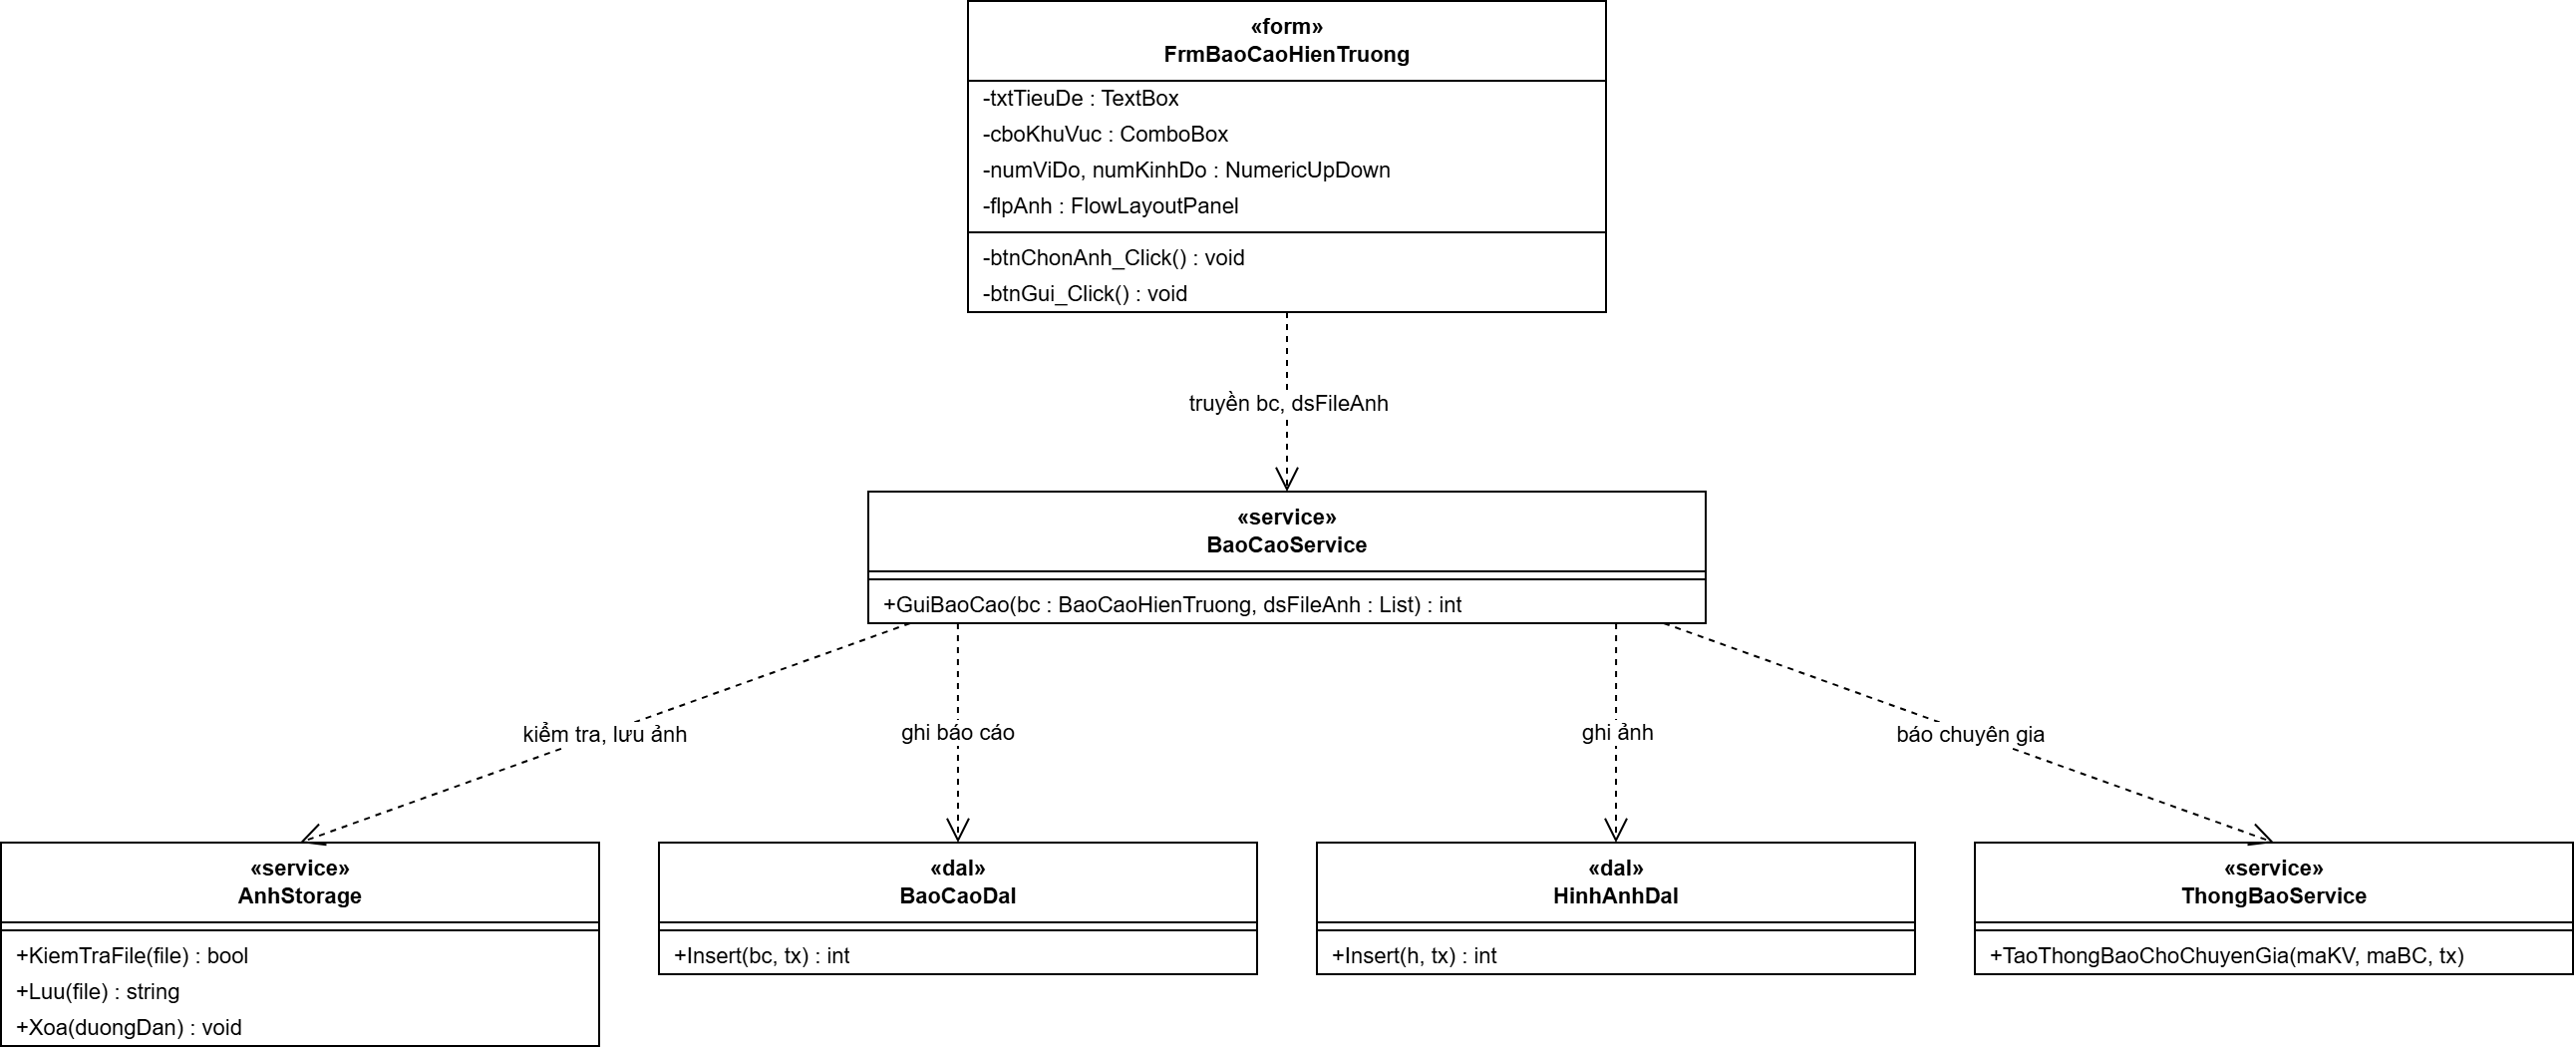 «form»
FrmBaoCaoHienTruong
-txtTieuDe : TextBox
-cboKhuVuc : ComboBox
-numViDo, numKinhDo : NumericUpDown
-flpAnh : FlowLayoutPanel
-btnChonAnh_Click() : void
-btnGui_Click() : void
truyền bc, dsFileAnh
«service»
BaoCaoService
+GuiBaoCao(bc : BaoCaoHienTruong, dsFileAnh : List) : int
kiểm tra, lưu ảnh
ghi báo cáo
ghi ảnh
báo chuyên gia
«service»
AnhStorage
+KiemTraFile(file) : bool
+Luu(file) : string
+Xoa(duongDan) : void
«dal»
BaoCaoDal
+Insert(bc, tx) : int
«dal»
HinhAnhDal
+Insert(h, tx) : int
«service»
ThongBaoService
+TaoThongBaoChoChuyenGia(maKV, maBC, tx)